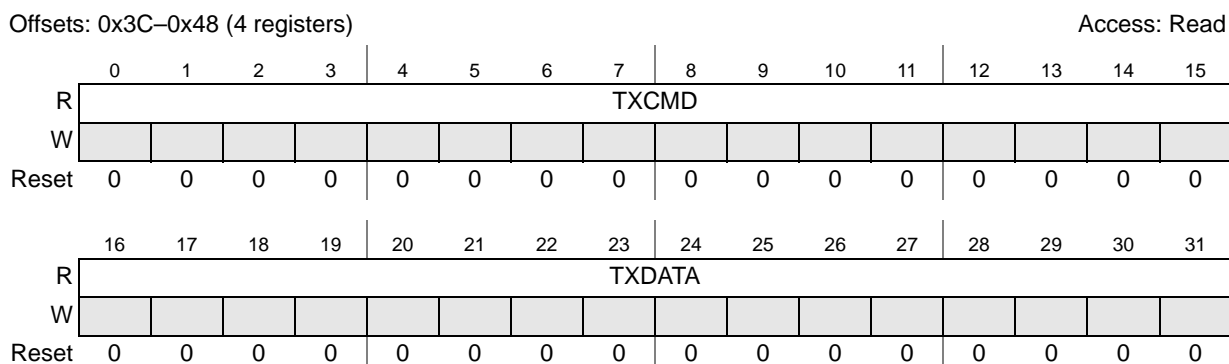 Offsets: 0x3C–0x48 (4 registers) Access: Read
0 1 2 3 4 5 6 7 8 9 10 11 12 13 14 15
R TXCMD
W
Reset 0 0 0 0 0 0 0 0 0 0 0 0 0 0 0 0
16 17 18 19 20 21 22 23 24 25 26 27 28 29 30 31
R TXDATA
W
Reset 0 0 0 0 0 0 0 0 0 0 0 0 0 0 0 0